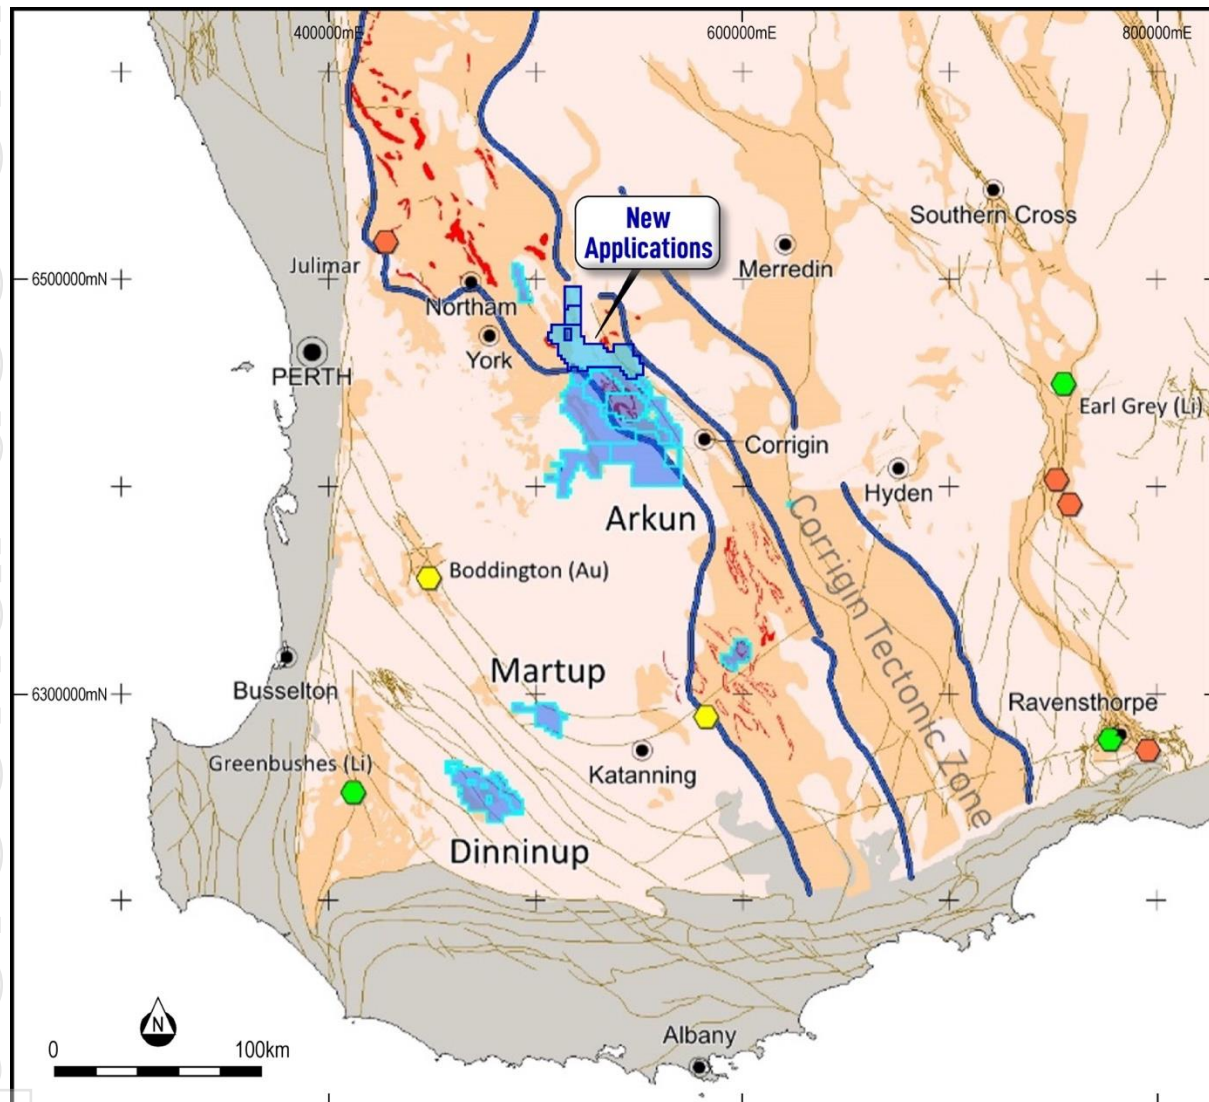 400000mE
600000mE
800000mE
New
Applications
Southern Cross
Merredin
Julimar
6500000mN
Northam
York
PERTH
Earl Grey (Li)
Corrigin
Hyden
Arkun
Corrigin Tectonic Zone
Boddington (Au)
Martup
Busselton
6300000mN
Ravensthorpe
Greenbushes (Li)
Katanning
Dinninup
N
Albany
0 100km